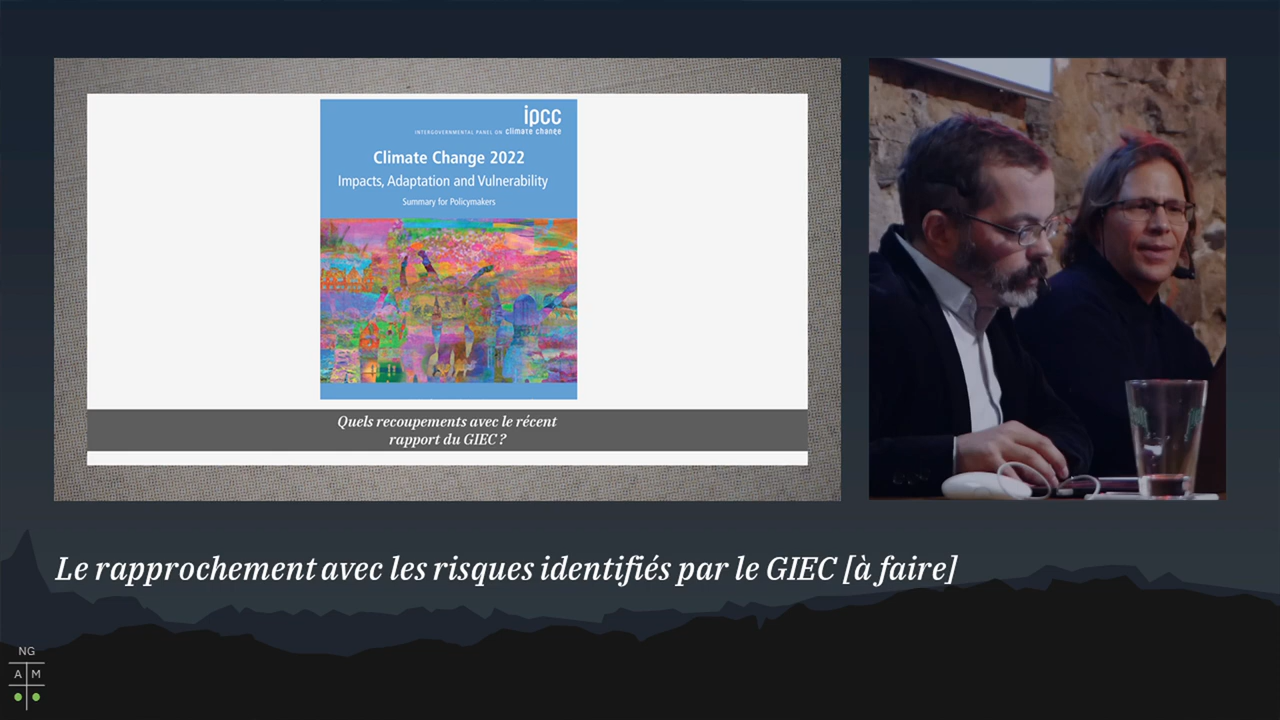 ipcc
INTERGOVERNMENTAL PANEL ON climate change
Climate Change 2022
Impacts, Adaptation and Vulnerability
Summary for Policymakers
Quels recoupements avec le récent
rapport du GIEC ?
Le rapprochement avec les risques identifiés par le GIEC [à faire]
NG
A M